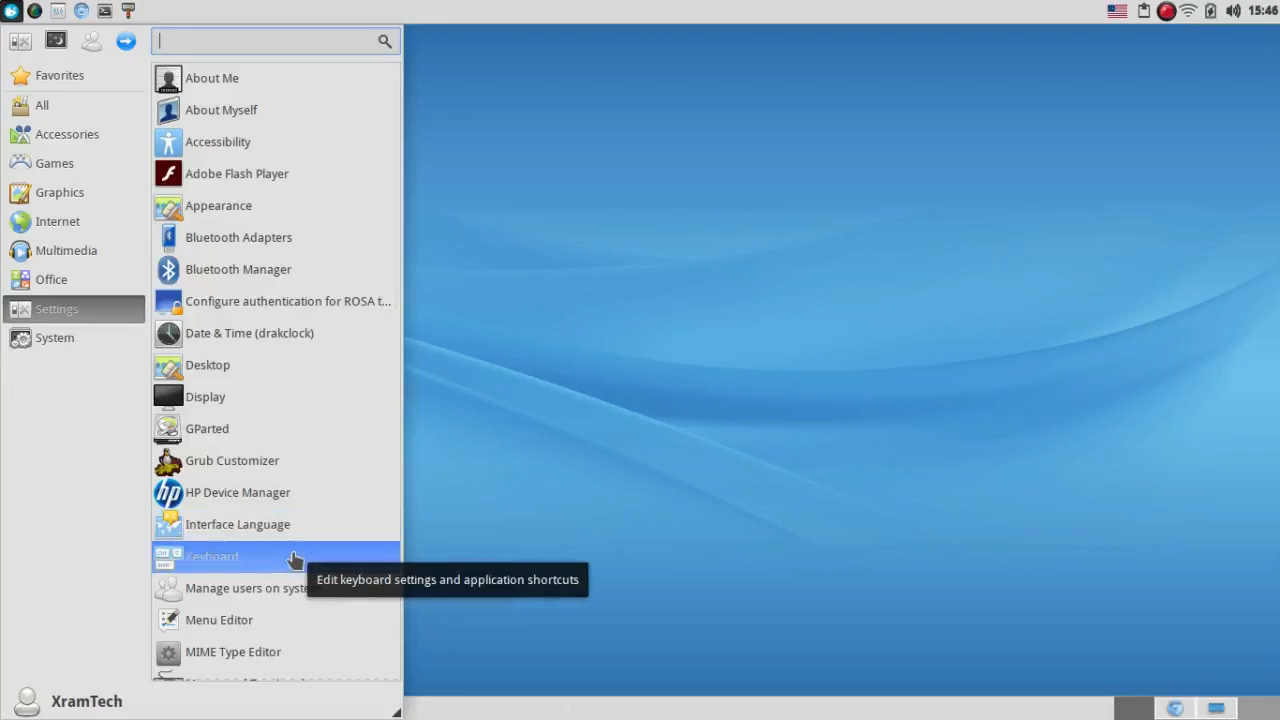 15:46
Favorites
All
Accessories
Games
Graphics
Internet
Multimedia
Office
Settings
System
About Me
About Myself
Accessibility
Adobe Flash Player
Appearance
Bluetooth Adapters
Bluetooth Manager
Configure authentication for ROSA t...
Date & Time (drakclock)
Desktop
Display
GParted
Grub Customizer
HP Device Manager
Interface Language
Keyboard
Edit keyboard settings and application shortcuts
Manage users on syste
Menu Editor
MIME Type Editor
XramTech